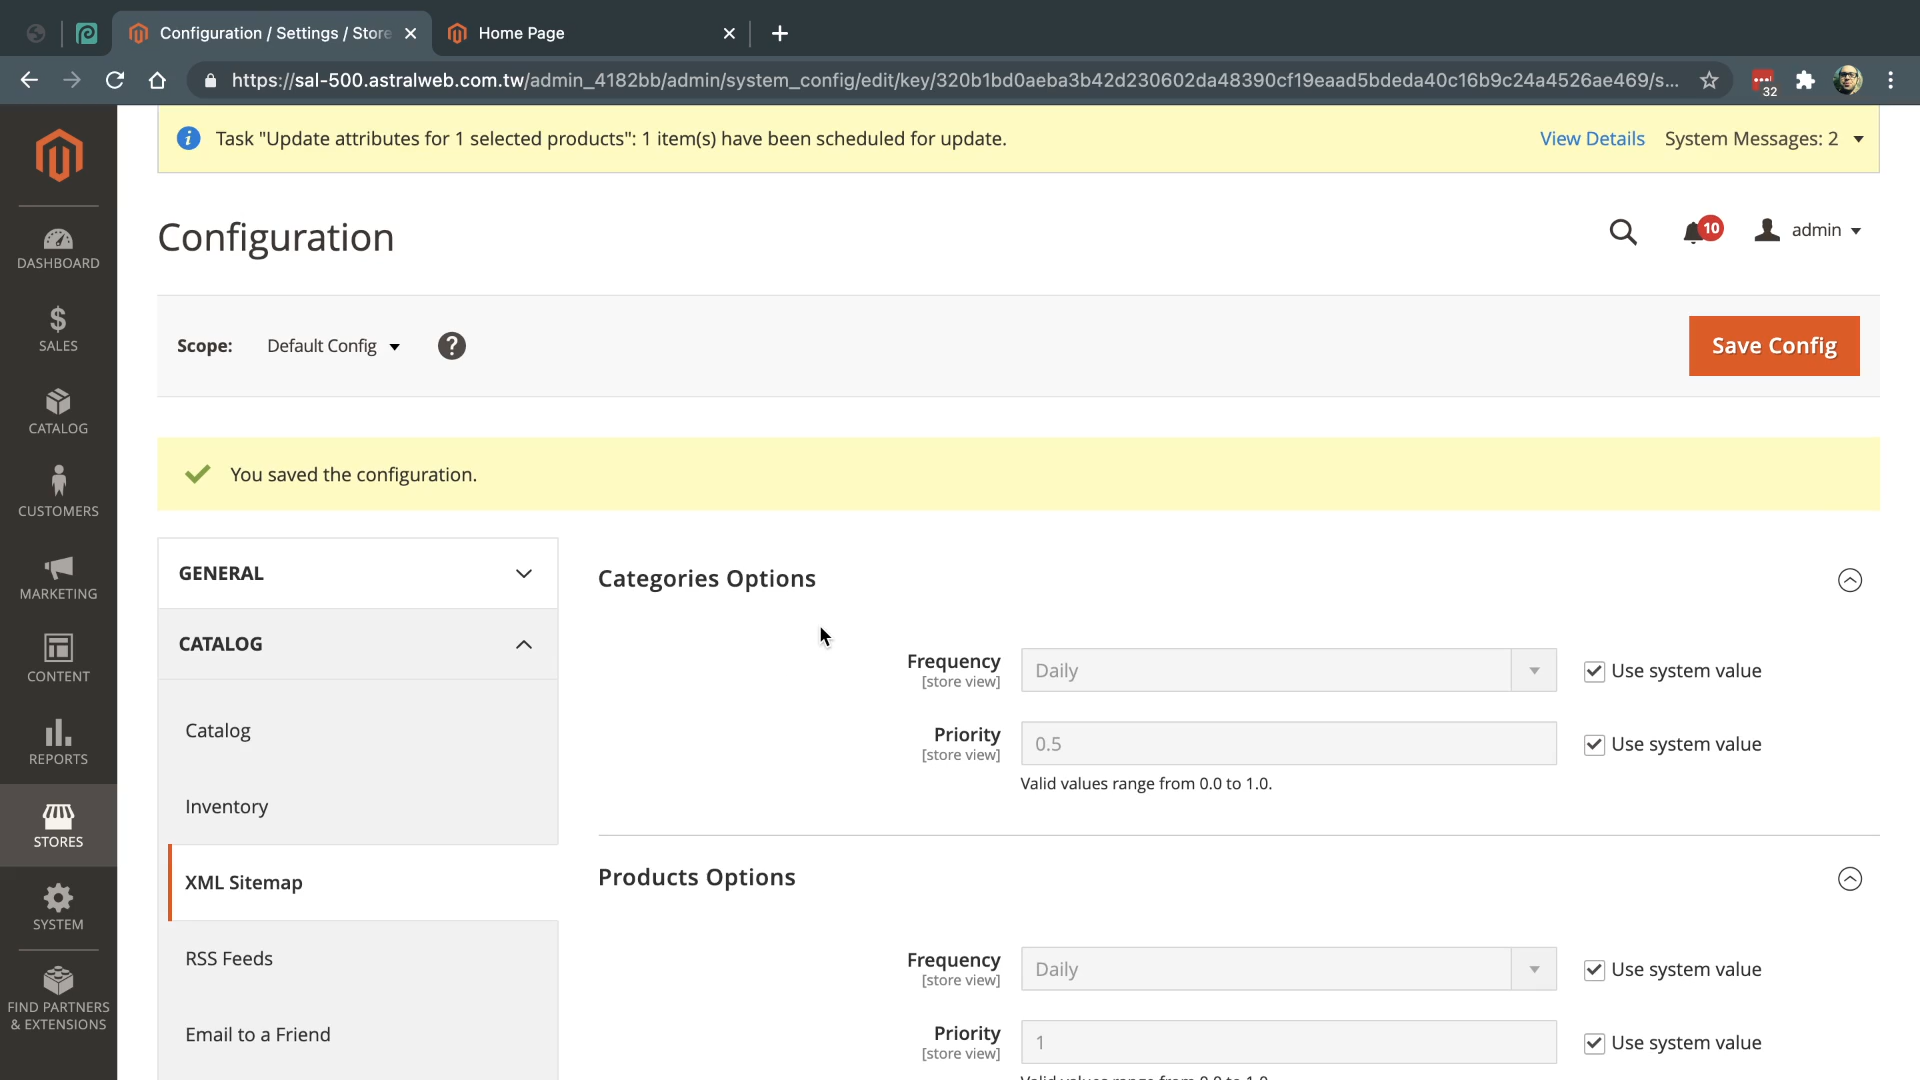 Configuration / Settings / Store
Home Page
https://sal-500.astralweb.com.tw/admin_4182bb/admin/system_config/edit/key/320b1bd0aeba3b42d230602da48390cf19eaad5bdeda40c16b9c24a4526ae469/s...
32
Task "Update attributes for 1 selected products": 1 item(s) have been scheduled for update.
View Details
System Messages: 2
Configuration
10
admin
Scope:
Default Config
?
Save Config
You saved the configuration.
DASHBOARD
$
SALES
CATALOG
CUSTOMERS
MARKETING
CONTENT
REPORTS
STORES
SYSTEM
FIND PARTNERS
& EXTENSIONS
GENERAL
CATALOG
Catalog
Inventory
XML Sitemap
RSS Feeds
Email to a Friend
Categories Options
Frequency
[store view]
Daily
Use system value
Priority
[store view]
0.5
Use system value
Valid values range from 0.0 to 1.0.
Products Options
Frequency
[store view]
Daily
Use system value
Priority
[store view]
1
Use system value
Valid values range from 0.0 to 1.0.